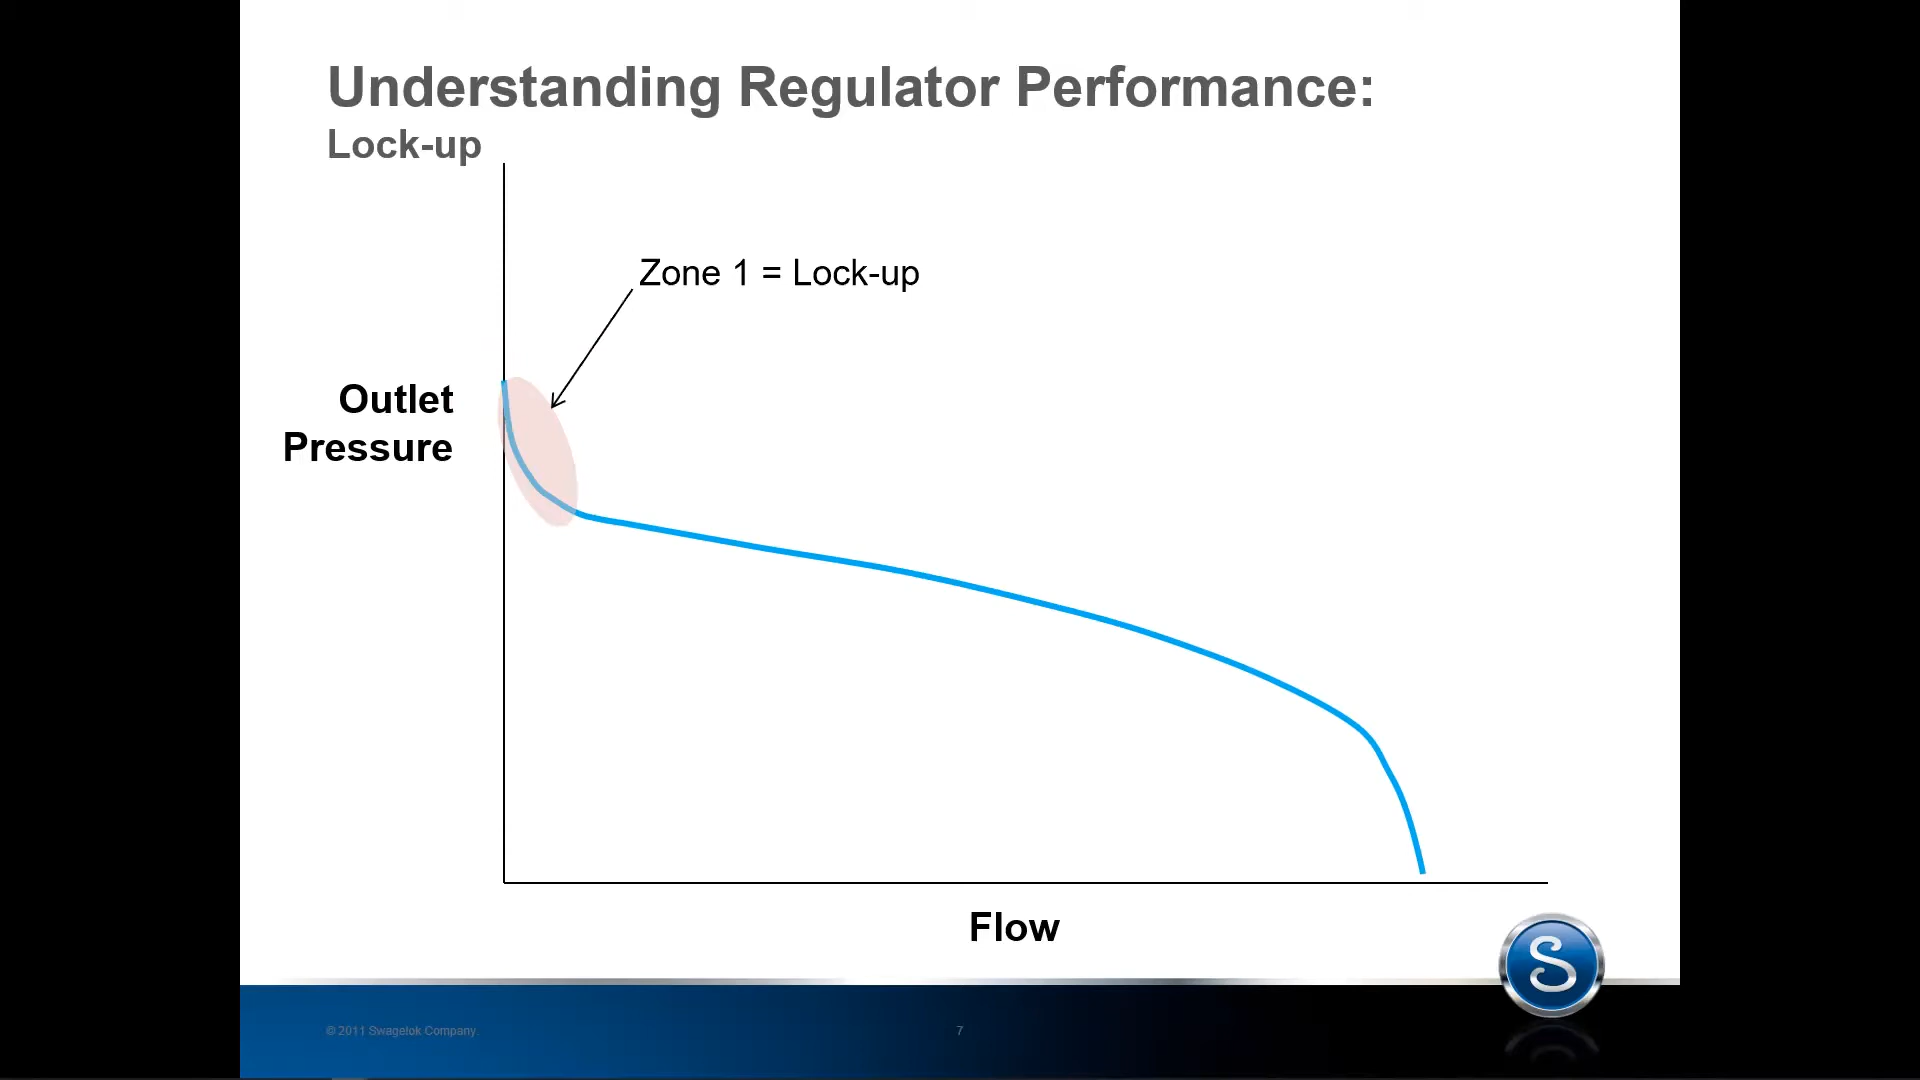 Understanding Regulator Performance:
Lock-up
Zone 1 = Lock-up
Outlet
Pressure
Flow
S
© 2011 Swagelok Company.
7